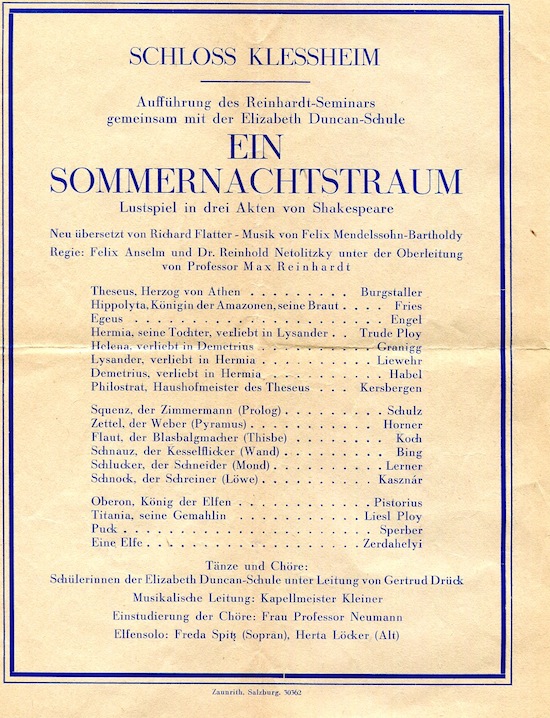 SCHLOSS KLESSHEIM
Aufführung des Reinhardt-Seminars
gemeinsam mit der Elizabeth Duncan-Schule
EIN
SOMMERNACHTSTRAUM
Lustspiel in drei Akten von Shakespeare
Neu übersetzt von Richard Flatter - Musik von Felix Mendelssohn-Bartholdy
Regie: Felix Anselm und Dr. Reinhold Netolitzky unter der Oberleitung
von Professor Max Reinhardt
Theseus, Herzog von Athen . . . . . . . . . Burgstaller
Hippolyta, Königin der Amazonen, seine Braut . . . . Fries
Egeus . . . . . . . . . . . . . . . . . . Engel
Hermia, seine Tochter, verliebt in Lysander . . Trude Ploy
Helena, verliebt in Demetrius . . . . . . . . . Granigg
Lysander, verliebt in Hermia . . . . . . . . . Liewehr
Demetrius, verliebt in Hermia . . . . . . . . . Habel
Philostrat, Haushofmeister des Theseus . . . Kersbergen
Squenz, der Zimmermann (Prolog) . . . . . . . . Schulz
Zettel, der Weber (Pyramus) . . . . . . . . . . Horner
Flaut, der Blasbalgmacher (Thisbe) . . . . . . . Koch
Schnauz, der Kesselflicker (Wand) . . . . . . . . Bing
Schlucker, der Schneider (Mond) . . . . . . . . Lerner
Schnock, der Schreiner (Löwe) . . . . . . . . . Kasznár
Oberon, König der Elfen . . . . . . . . . . Pistorius
Titania, seine Gemahlin . . . . . . . . . . Liesl Ploy
Puck . . . . . . . . . . . . . . . . . . Sperber
Eine Elfe . . . . . . . . . . . . . . . Zerdahelyi
Tänze und Chöre:
Schülerinnen der Elizabeth Duncan-Schule unter Leitung von Gertrud Drück
Musikalische Leitung: Kapellmeister Kleiner
Einstudierung der Chöre: Frau Professor Neumann
Elfensolo: Freda Spitz (Sopran), Herta Löcker (Alt)
Zaunrith, Salzburg, 30362